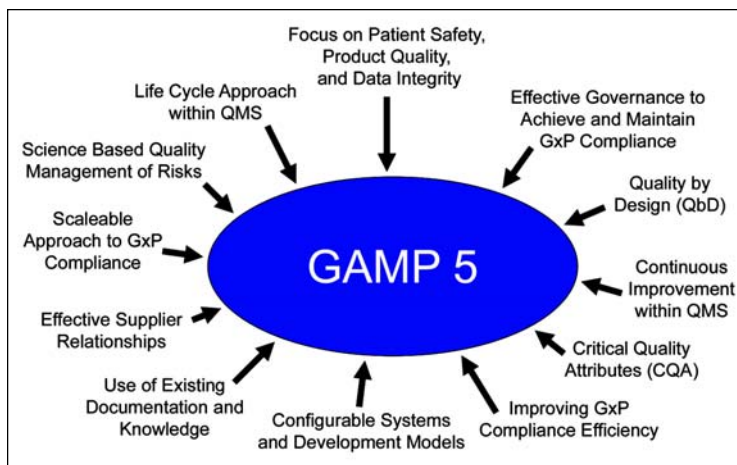 Focus on Patient Safety,
Product Quality,
and Data Integrity
Life Cycle Approach
within QMS
Effective Governance to
Achieve and Maintain
GxP Compliance
Science Based Quality
Management of Risks
Quality by
Design (QbD)
Scaleable
Approach to GxP
Compliance
GAMP 5
Continuous
Improvement
within QMS
Effective Supplier
Relationships
Critical Quality
Attributes (CQA)
Use of Existing
Documentation and
Knowledge
Configurable Systems
and Development Models
Improving GxP
Compliance Efficiency